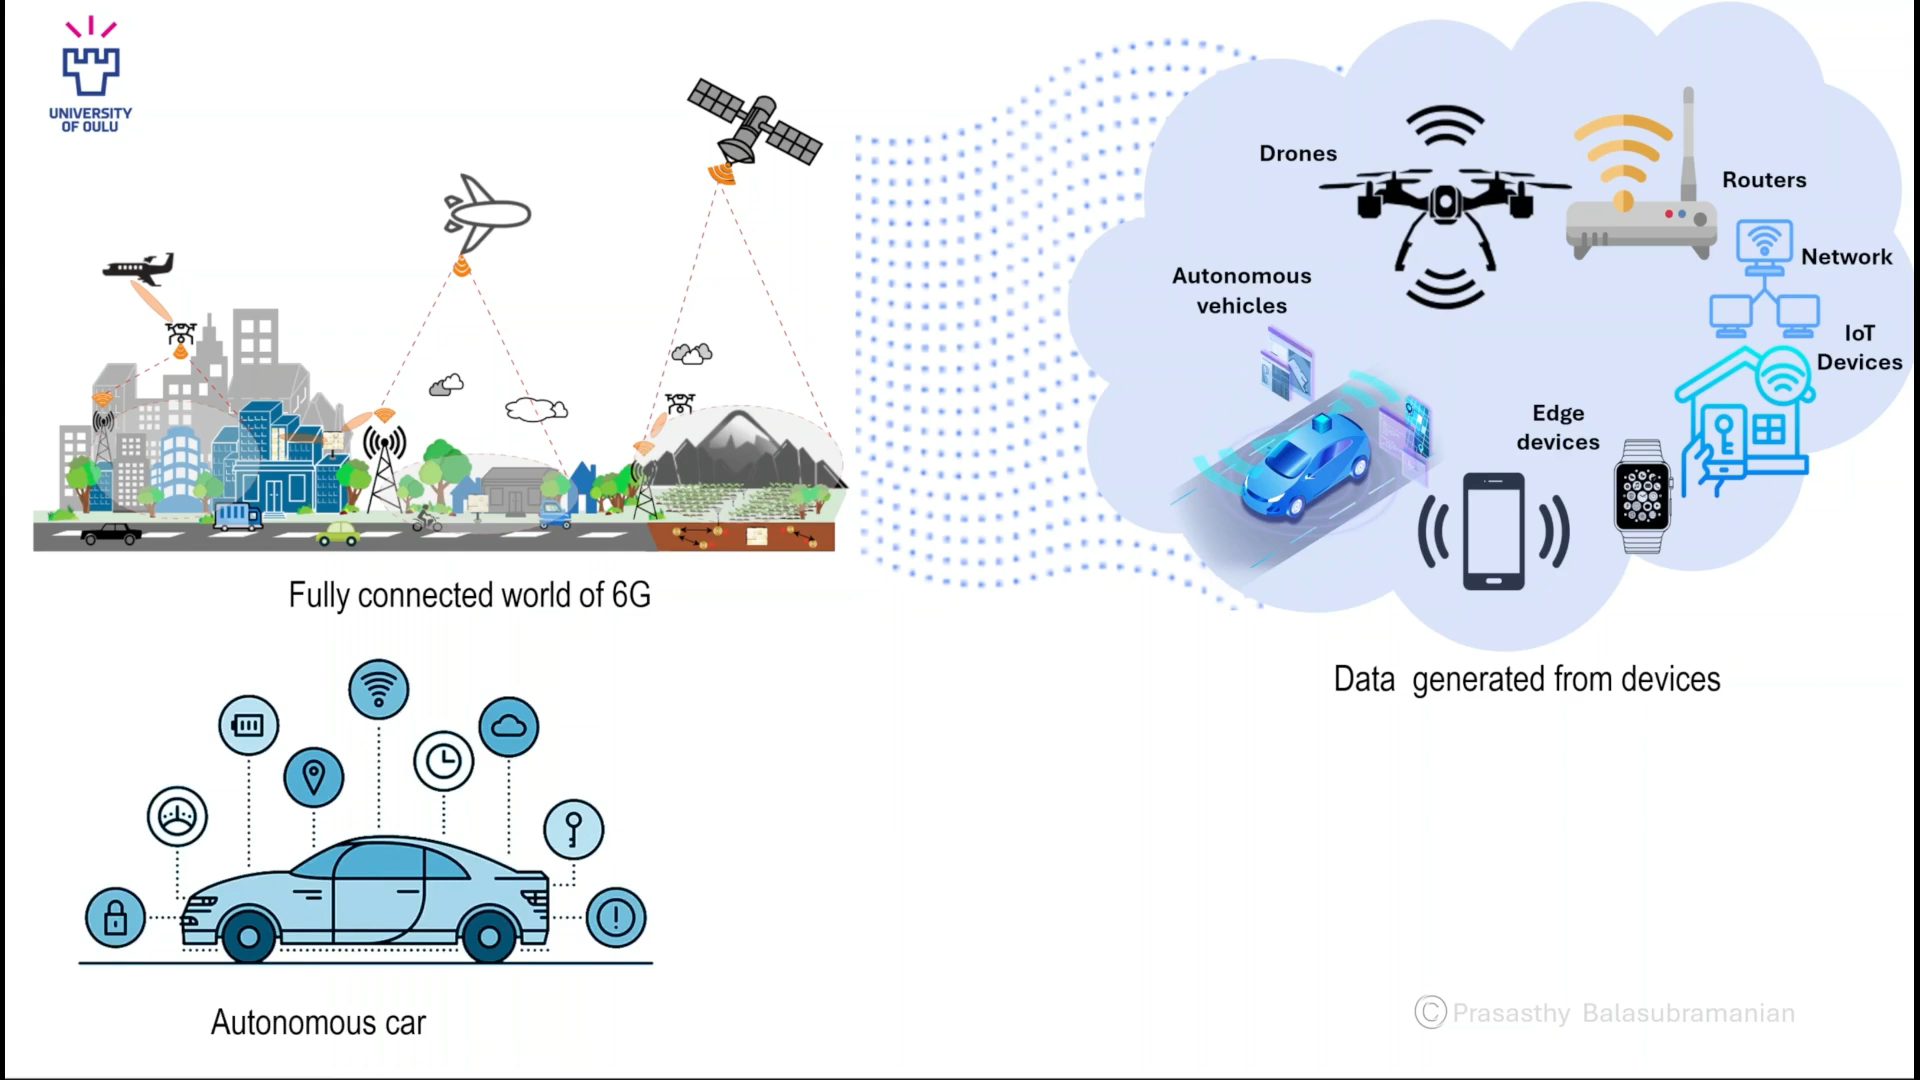 UNIVERSITY
OF OULU
Drones
Routers
Network
Autonomous
vehicles
IoT
Devices
Edge
devices
Fully connected world of 6G
Data generated from devices
Autonomous car
© Prasasthy Balasubramanian